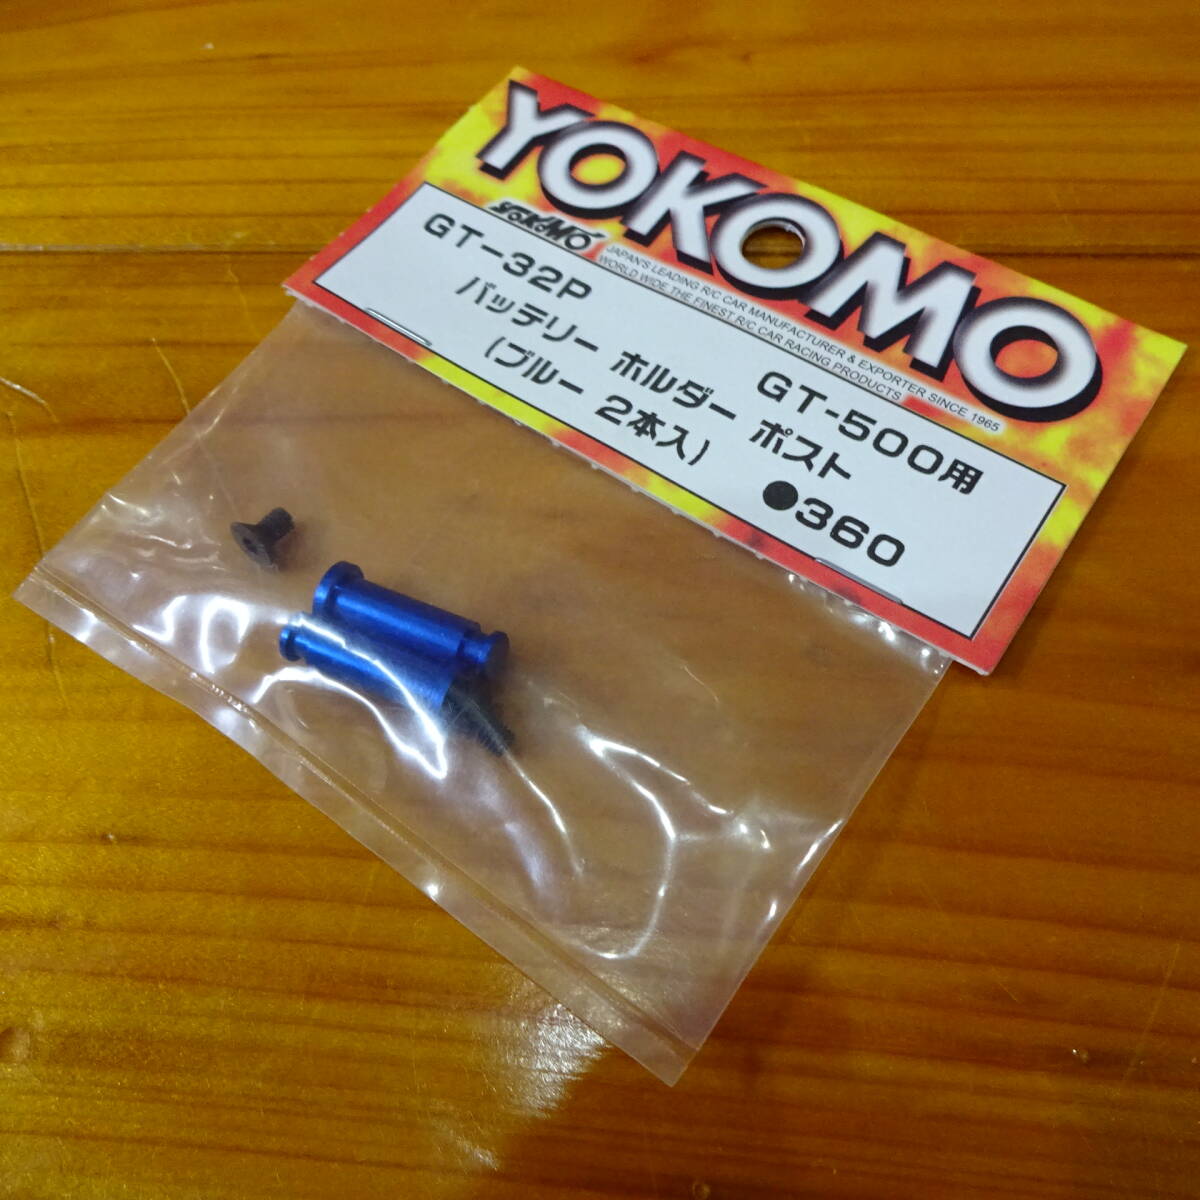 YOKOMO
YOKOMO
JAPAN'S LEADING R/C CAR MANUFACTURER & EXPORTER SINCE 1965
WORLD WIDE THE FINEST R/C CAR RACING PRODUCTS
GT-32P GT-500用
バッテリー ホルダー ポスト
(ブルー 2本入) ●360